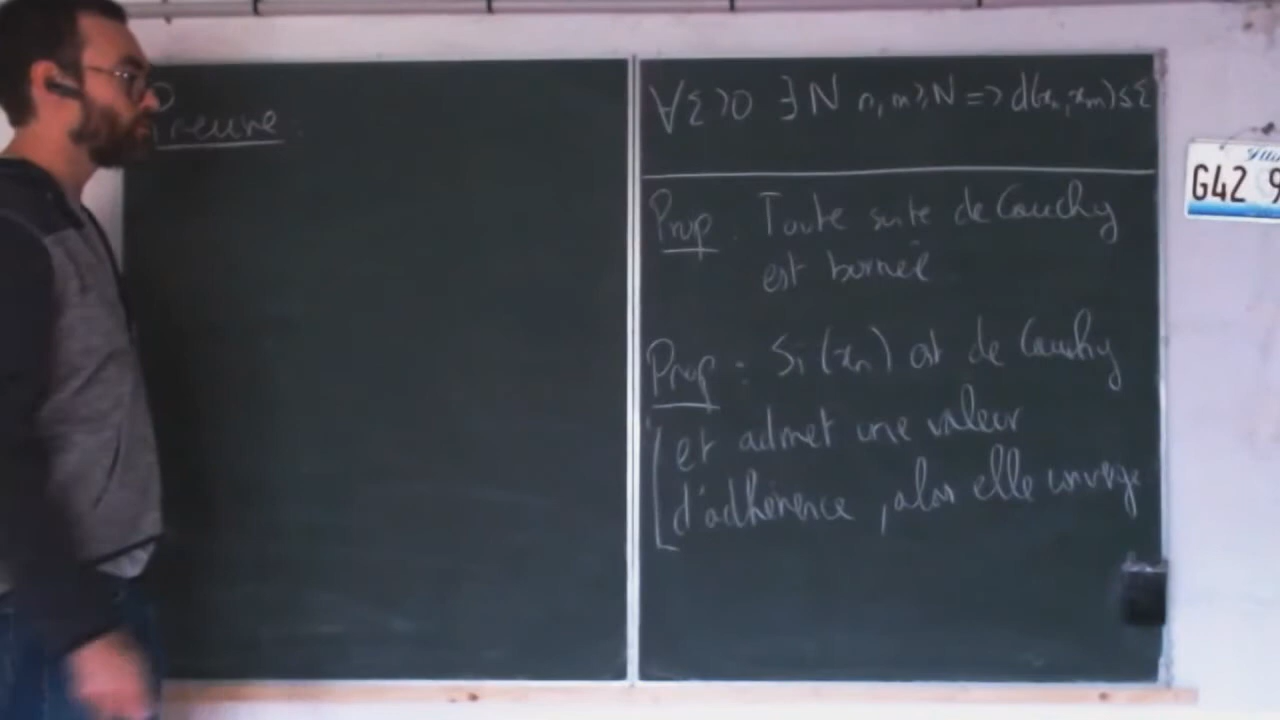 Preuve :
∀ε>0 ∃N n,m≥N => d(xn,xm)≤ε
Prop. Toute suite de Cauchy
est bornée
Prop : Si (xn) est de Cauchy
et admet une valeur
d'adhérence, alors elle converge
G42 9